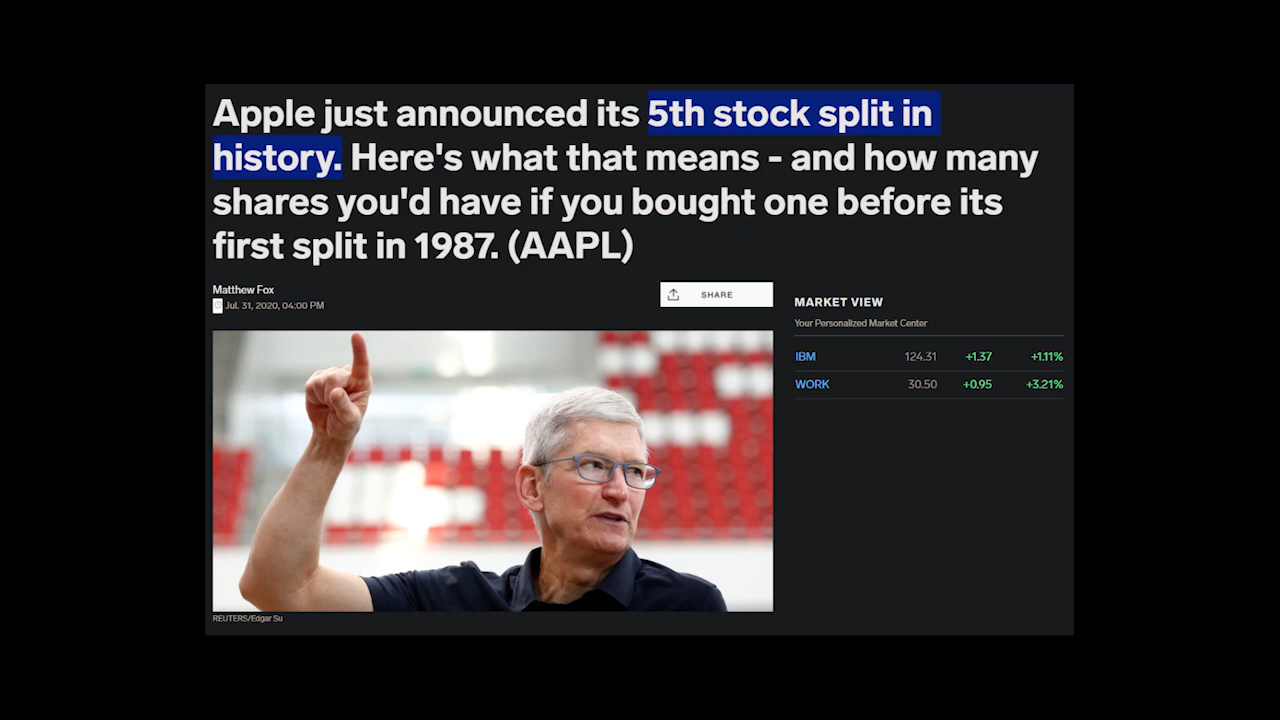 Apple just announced its 5th stock split in
history. Here's what that means - and how many
shares you'd have if you bought one before its
first split in 1987. (AAPL)
Matthew Fox
Jul. 31, 2020, 04:00 PM
SHARE
REUTERS/Edgar Su
MARKET VIEW
Your Personalized Market Center
IBM 124.31 +1.37 +1.11%
WORK 30.50 +0.95 +3.21%